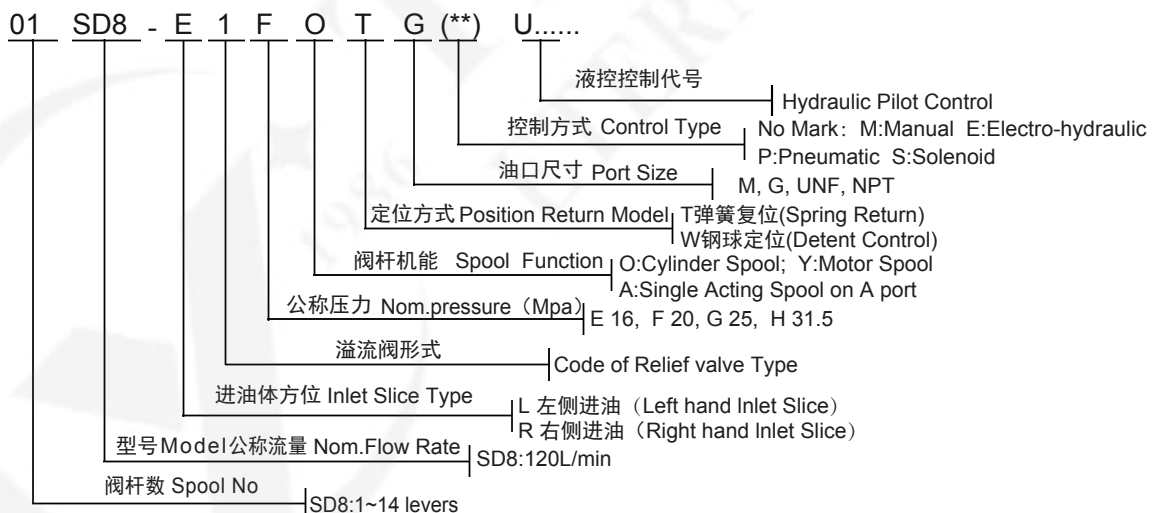 01 SD8 - E 1 F O T G (**) U......
液控控制代号
Hydraulic Pilot Control
控制方式 Control Type
No Mark：M:Manual E:Electro-hydraulic
P:Pneumatic S:Solenoid
油口尺寸 Port Size
M, G, UNF, NPT
定位方式 Position Return Model
T弹簧复位(Spring Return)
W钢球定位(Detent Control)
阀杆机能 Spool Function
O:Cylinder Spool; Y:Motor Spool
A:Single Acting Spool on A port
公称压力 Nom.pressure（Mpa）
E 16, F 20, G 25, H 31.5
溢流阀形式
Code of Relief valve Type
进油体方位 Inlet Slice Type
L 左侧进油（Left hand Inlet Slice）
R 右侧进油（Right hand Inlet Slice）
型号Model公称流量 Nom.Flow Rate
SD8:120L/min
阀杆数 Spool No
SD8:1~14 levers
1986